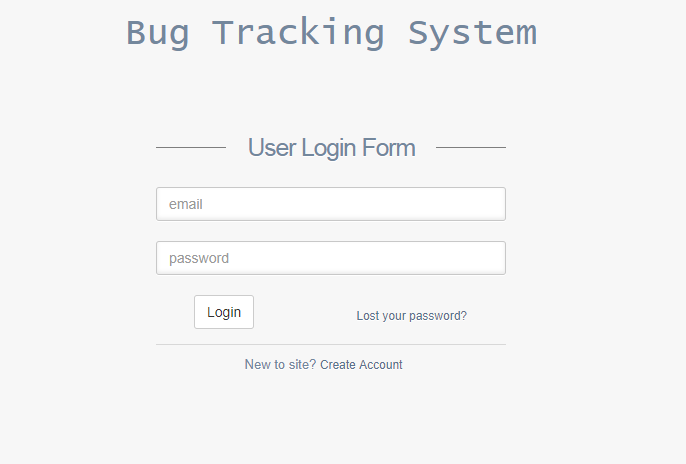 Bug Tracking System
User Login Form
email
password
Login
Lost your password?
New to site? Create Account